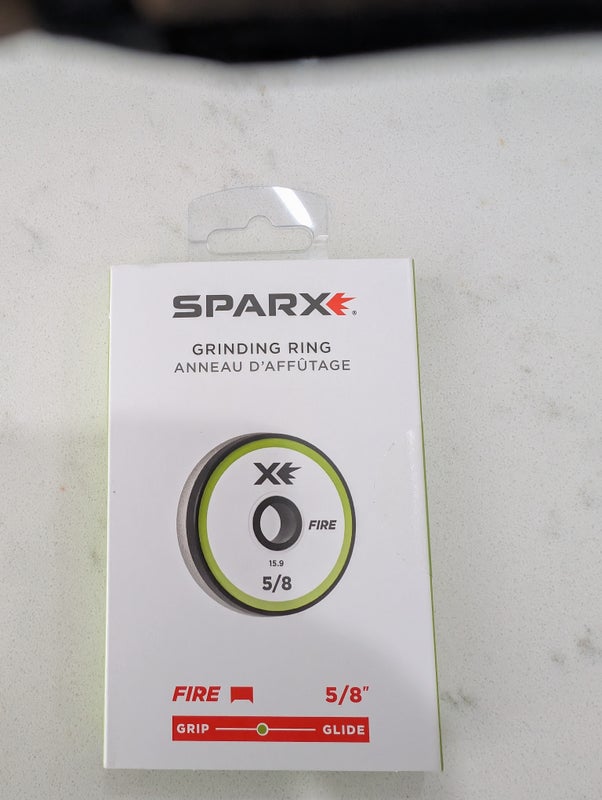 SPARX®
GRINDING RING
ANNEAU D'AFFÛTAGE
X
FIRE
15.9
5/8
FIRE 5/8"
GRIP GLIDE